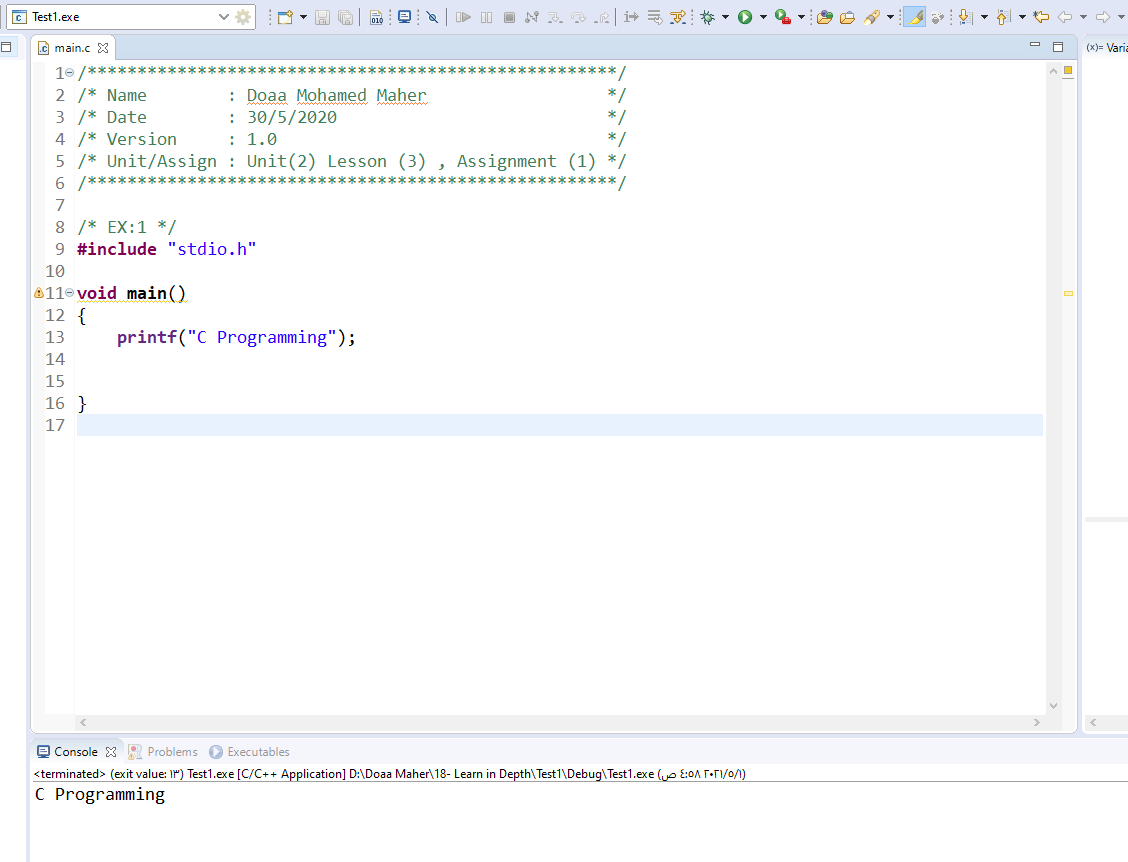 Test1.exe
main.c
(x)= Varia
1 /*****************************************************/
2 /* Name        : Doaa Mohamed Maher                  */
3 /* Date        : 30/5/2020                           */
4 /* Version     : 1.0                                 */
5 /* Unit/Assign : Unit(2) Lesson (3) , Assignment (1) */
6 /*****************************************************/
7
8 /* EX:1 */
9 #include "stdio.h"
10
11 void main()
12 {
13     printf("C Programming");
14
15
16 }
17
Console Problems Executables
<terminated> (exit value: ١٣) Test1.exe [C/C++ Application] D:\Doaa Maher\18- Learn in Depth\Test1\Debug\Test1.exe (٢٠٢١/٥/١ ٤:٥٨ ص)
C Programming